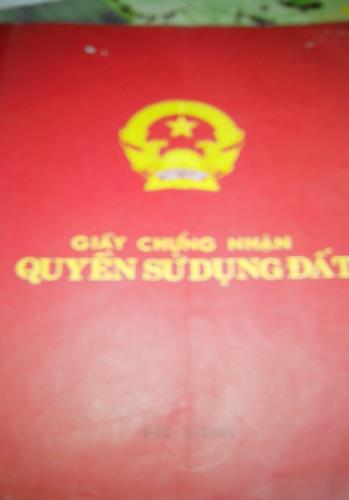 GIẤY CHỨNG NHẬN
QUYỀN SỬ DỤNG ĐẤT